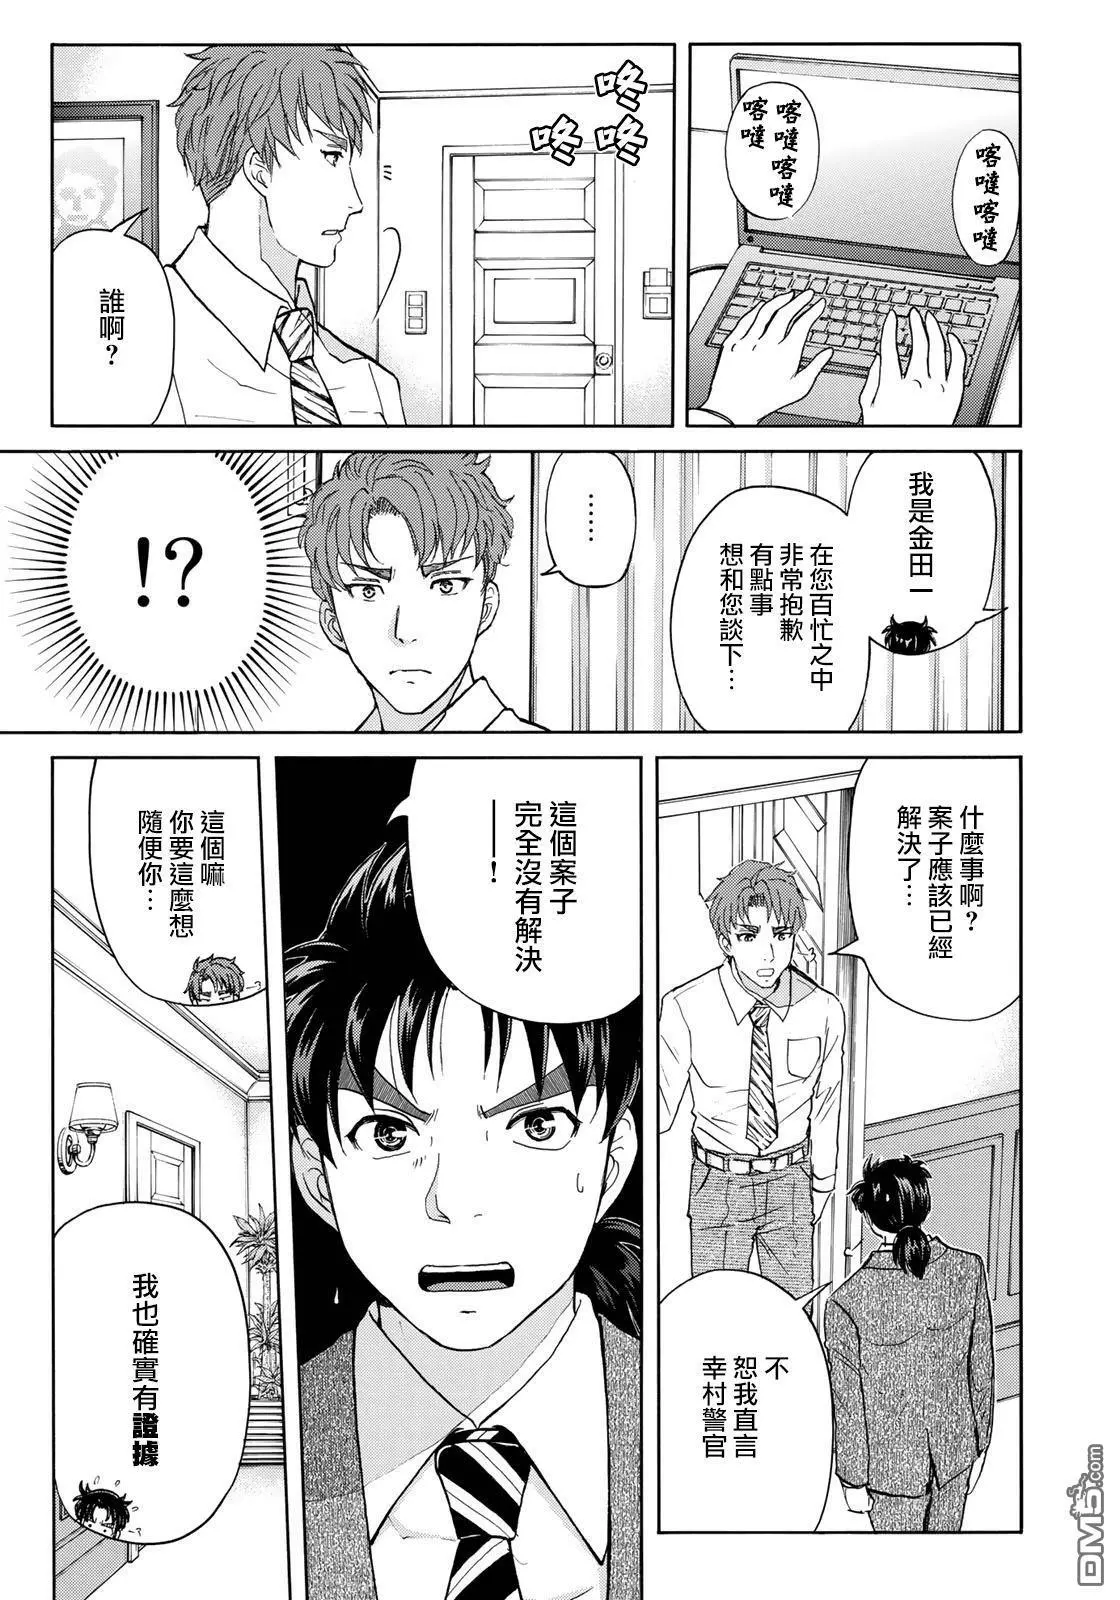 喀噠喀噠
喀噠喀噠
喀噠
咚
咚
咚
誰啊?
我是金田一
在您百忙之中
非常抱歉
有點事
想和您談下…
……
!?
什麼事啊?
案子應該已經
解決了…
不
恕我直言
幸村警官
這個案子
完全沒有解決
——!
這個嘛
你要這麼想
隨便你…
我也確實有證據
DM5.com